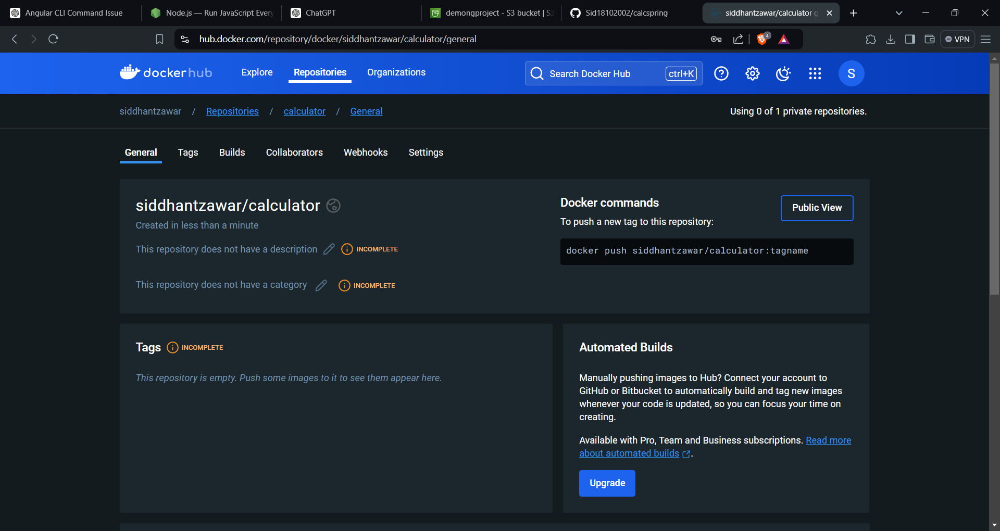 Angular CLI Command Issue
Node.js — Run JavaScript Every
ChatGPT
demongproject - S3 bucket | S3
Sid18102002/calcspring
siddhantzawar/calculator g
hub.docker.com/repository/docker/siddhantzawar/calculator/general
4
VPN
dockerhub
Explore
Repositories
Organizations
Search Docker Hub
ctrl+K
S
siddhantzawar / Repositories / calculator / General
Using 0 of 1 private repositories.
General
Tags
Builds
Collaborators
Webhooks
Settings
siddhantzawar/calculator
Created in less than a minute
This repository does not have a description
INCOMPLETE
This repository does not have a category
INCOMPLETE
Docker commands
To push a new tag to this repository:
Public View
docker push siddhantzawar/calculator:tagname
Tags
INCOMPLETE
This repository is empty. Push some images to it to see them appear here.
Automated Builds
Manually pushing images to Hub? Connect your account to
GitHub or Bitbucket to automatically build and tag new images
whenever your code is updated, so you can focus your time on
creating.
Available with Pro, Team and Business subscriptions. Read more
about automated builds .
Upgrade